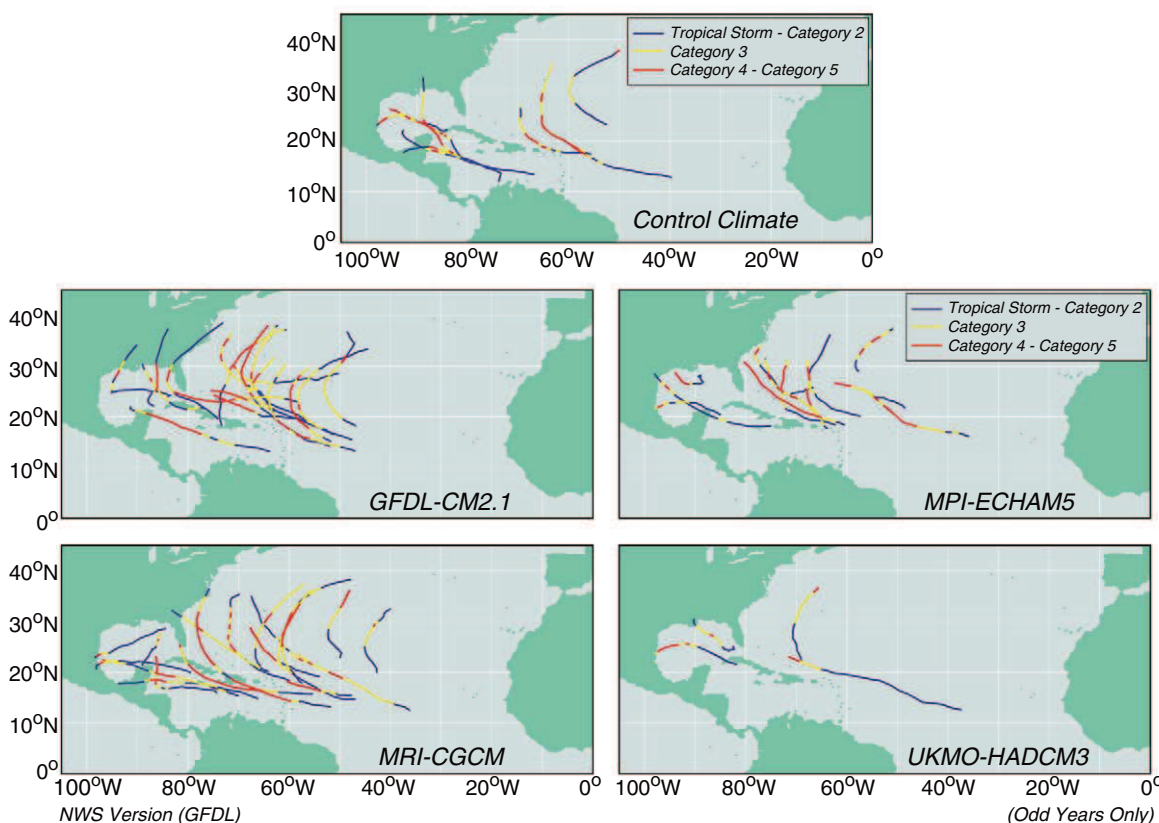 40°N
30°N
20°N
10°N
0°
Tropical Storm - Category 2
Category 3
Category 4 - Category 5
Control Climate
100°W 80°W 60°W 40°W 20°W 0°
40°N
30°N
20°N
10°N
0°
GFDL-CM2.1
Tropical Storm - Category 2
Category 3
Category 4 - Category 5
MPI-ECHAM5
40°N
30°N
20°N
10°N
0°
MRI-CGCM
100°W 80°W 60°W 40°W 20°W 0°
UKMO-HADCM3
100°W 80°W 60°W 40°W 20°W 0°
NWS Version (GFDL)
(Odd Years Only)